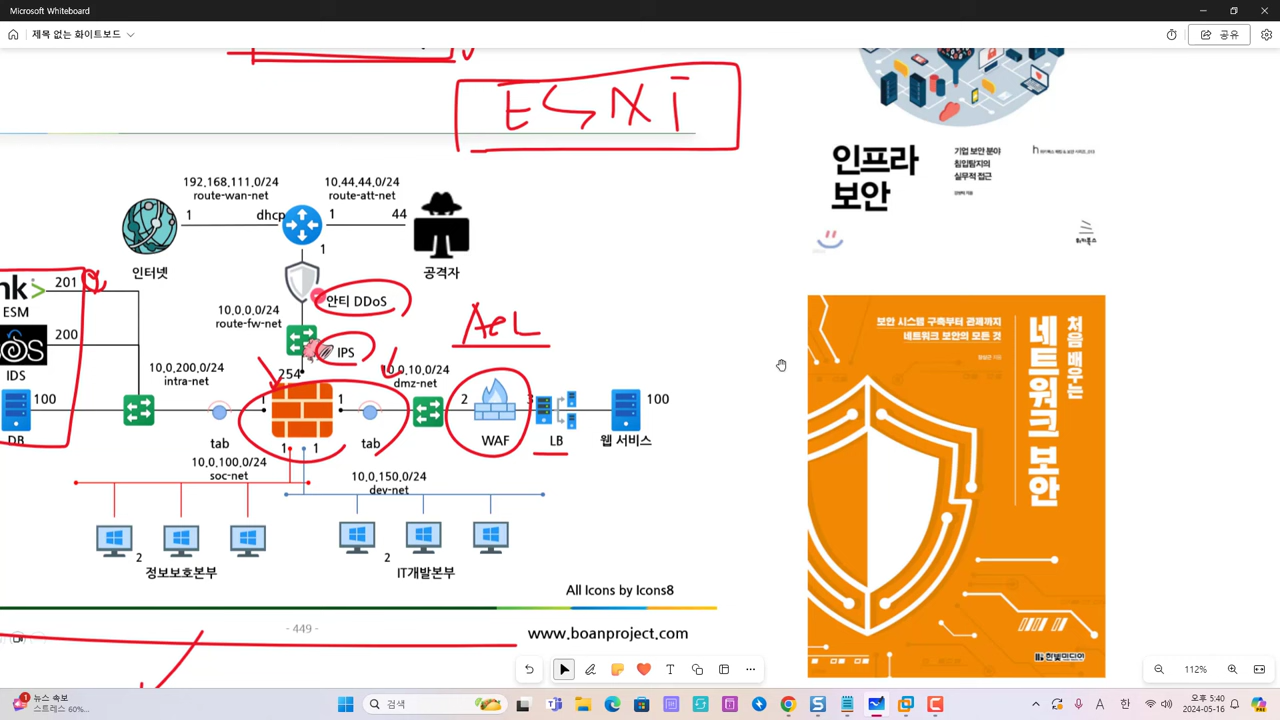 Microsoft Whiteboard
제목 없는 화이트보드
공유
ESXI
192.168.111.0/24
route-wan-net
10.44.44.0/24
route-att-net
1
dhcp
1
44
1
인터넷
공격자
nk>
201
ESM
안티 DDoS
10.0.0.0/24
route-fw-net
ACL
200
IPS
IDS
10.0.200.0/24
intra-net
254
10.0.10.0/24
dmz-net
100
1
1
2
3
100
DB
tab
tab
WAF
LB
웹 서비스
1
1
10.0.100.0/24
soc-net
10.0.150.0/24
dev-net
2
2
정보보호본부
IT개발본부
All Icons by Icons8
- 449 -
www.boanproject.com
인프라
보안
기업 보안 분야
침입탐지의
실무적 접근
위키북스
보안 시스템 구축부터 관제까지
네트워크 보안의 모든 것
처음 배우는
네트워크 보안
한빛미디어
112%
뉴스 속보
스트레스 60%...
검색
A
한
오후 5:40
2024-05-16